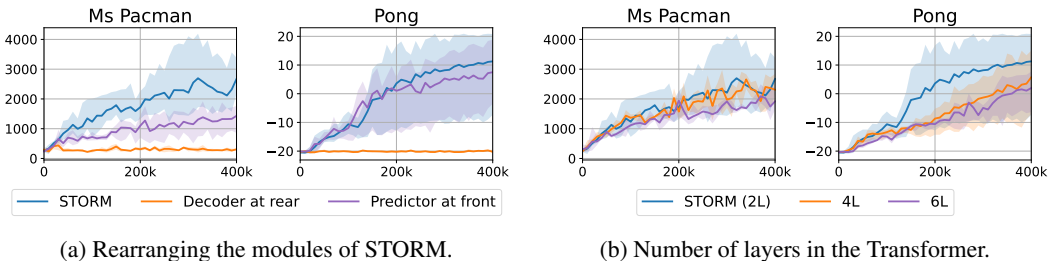 Ms Pacman
Pong
Ms Pacman
Pong
4000
3000
2000
1000
0
20
10
0
−10
−20
4000
3000
2000
1000
0
20
10
0
−10
−20
0 200k 400k
0 200k 400k
0 200k 400k
0 200k 400k
STORM Decoder at rear Predictor at front
STORM (2L) 4L 6L
(a) Rearranging the modules of STORM.
(b) Number of layers in the Transformer.